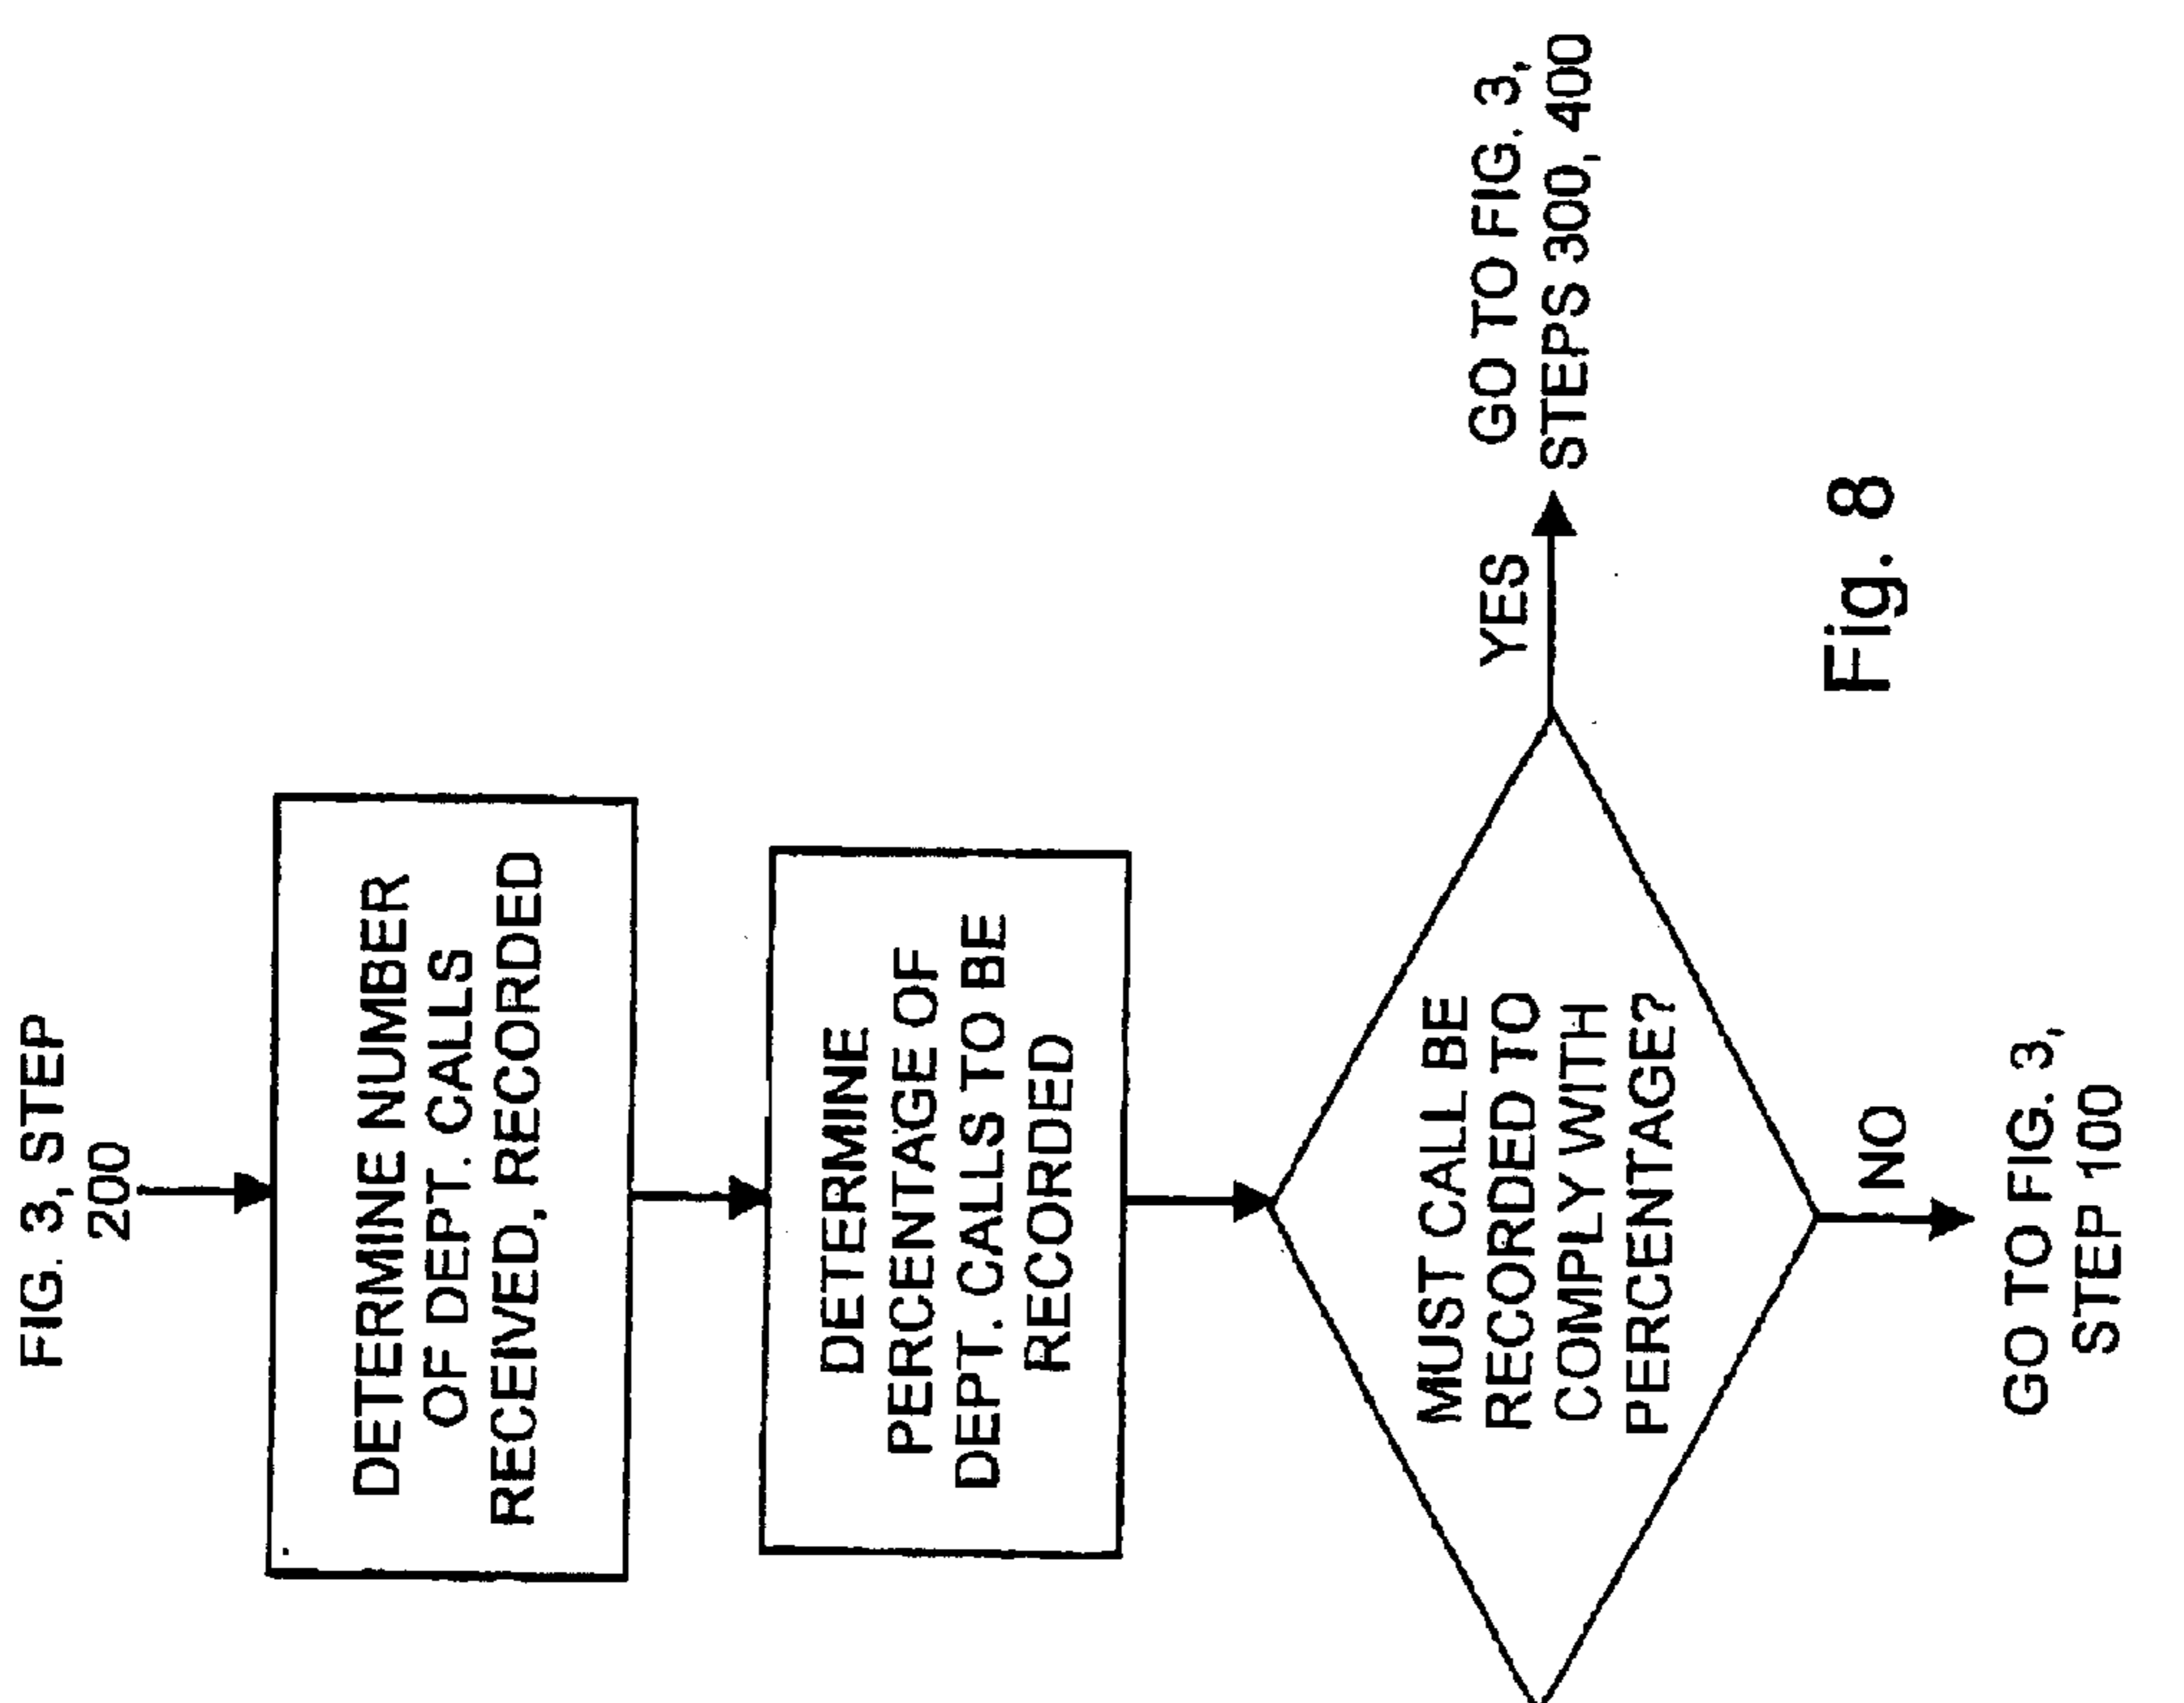 FIG. 3, STEP
200
DETERMINE NUMBER
OF DEPT. CALLS
RECEIVED, RECORDED
DETERMINE
PERCENTAGE OF
DEPT. CALLS TO BE
RECORDED
MUST CALL BE
RECORDED TO
COMPLY WITH
PERCENTAGE?
YES
GO TO FIG. 3,
STEPS 300, 400
NO
GO TO FIG. 3,
STEP 100
Fig. 8